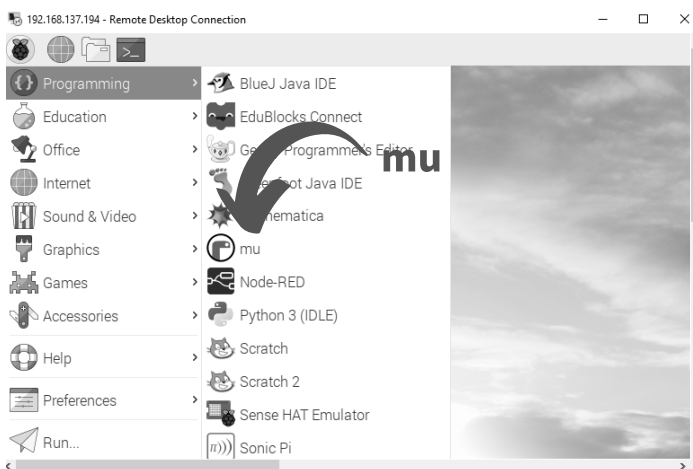 192.168.137.194 - Remote Desktop Connection
Programming
Education
Office
Internet
Sound & Video
Graphics
Games
Accessories
Help
Preferences
Run...
BlueJ Java IDE
EduBlocks Connect
Programmer's Editor
Java IDE
mu
Node-RED
Python 3 (IDLE)
Scratch
Scratch 2
Sense HAT Emulator
Sonic Pi
mu